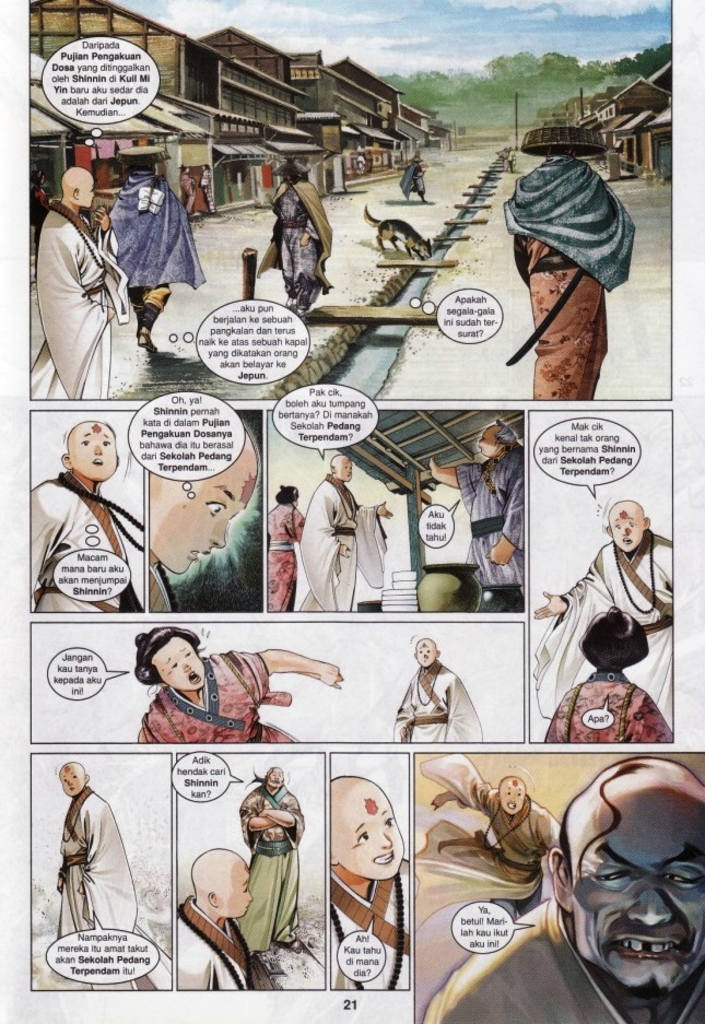 Daripada
Pujian Pengakuan
Dosa yang ditinggalkan
oleh Shinnin di Kuil Mi
Yin baru aku sedar dia
adalah dari Jepun.
Kemudian...
...aku pun
berjalan ke sebuah
pangkalan dan terus
naik ke atas sebuah kapal
yang dikatakan orang
akan belayar ke
Jepun.
Apakah
segala-gala
ini sudah ter-
surat?
Macam
mana baru aku
akan menjumpai
Shinnin?
Oh, ya!
Shinnin pernah
kata di dalam Pujian
Pengakuan Dosanya
bahawa dia itu berasal
dari Sekolah Pedang
Terpendam...
Pak cik,
boleh aku tumpang
bertanya? Di manakah
Sekolah Pedang
Terpendam?
Aku
tidak
tahu!
Mak cik
kenal tak orang
yang bernama Shinnin
dari Sekolah Pedang
Terpendam?
Apa?
Jangan
kau tanya
kepada aku
ini!
Nampaknya
mereka itu amat takut
akan Sekolah Pedang
Terpendam itu!
Adik
hendak cari
Shinnin
kan?
Ah!
Kau tahu
di mana
dia?
Ya,
betul! Mari-
lah kau ikut
aku ini!
21